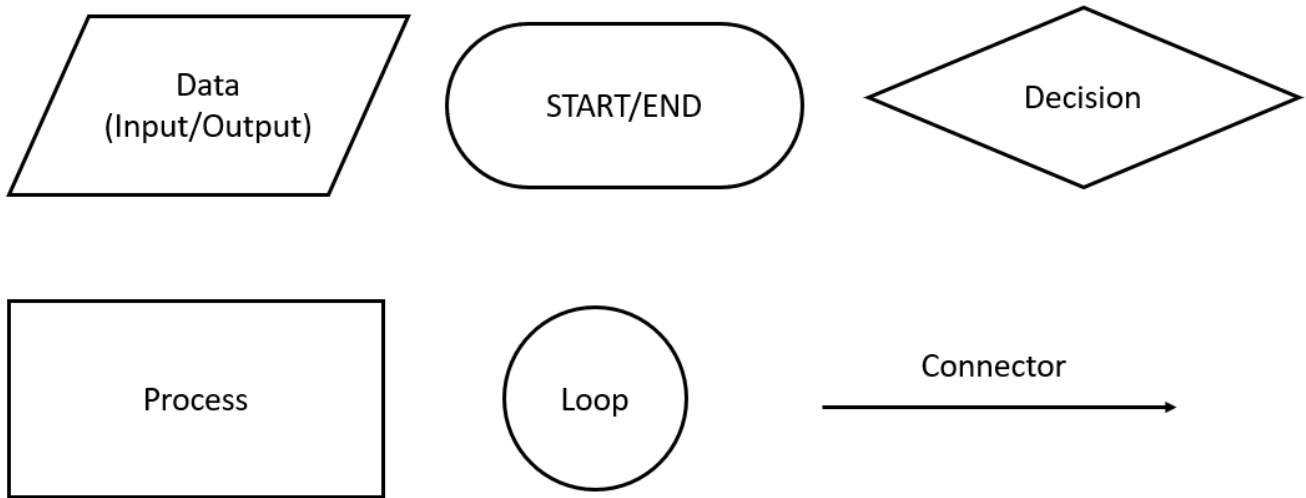 Data
(Input/Output)
START/END
Decision
Process
Loop
Connector